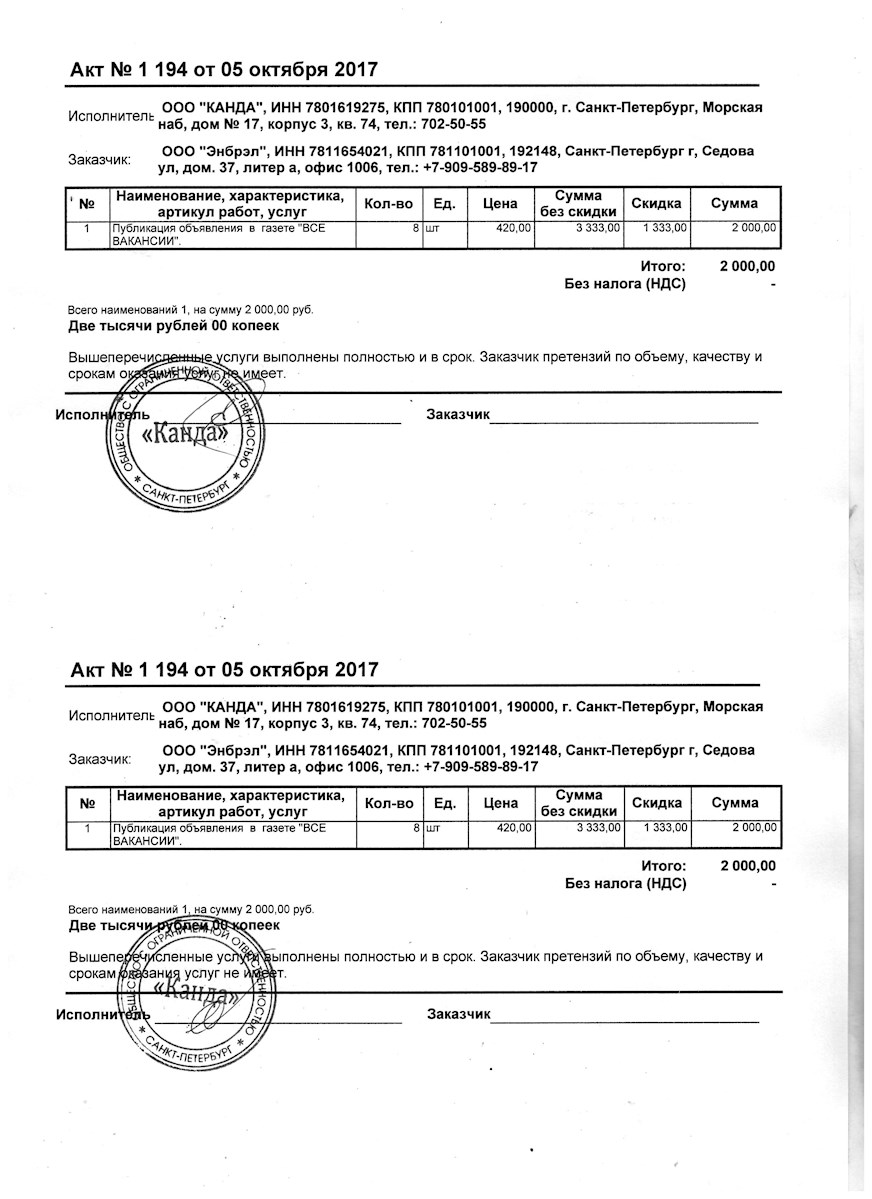 Акт № 1 194 от 05 октября 2017
Исполнитель ООО "КАНДА", ИНН 7801619275, КПП 780101001, 190000, г. Санкт-Петербург, Морская
наб, дом № 17, корпус 3, кв. 74, тел.: 702-50-55
Заказчик: ООО "Энбрэл", ИНН 7811654021, КПП 781101001, 192148, Санкт-Петербург г, Седова
ул, дом. 37, литер а, офис 1006, тел.: +7-909-589-89-17
№ Наименование, характеристика, артикул работ, услуг Кол-во Ед. Цена Сумма без скидки Скидка Сумма
1 Публикация объявления в газете "ВСЕ ВАКАНСИИ". 8 шт 420,00 3 333,00 1 333,00 2 000,00
Итого: 2 000,00
Без налога (НДС) -
Всего наименований 1, на сумму 2 000,00 руб.
Две тысячи рублей 00 копеек
Вышеперечисленные услуги выполнены полностью и в срок. Заказчик претензий по объему, качеству и
срокам оказания услуг не имеет.
Исполнитель Заказчик
ОБЩЕСТВО С ОГРАНИЧЕННОЙ ОТВЕТСТВЕННОСТЬЮ
«Канда»
* САНКТ-ПЕТЕРБУРГ *
Акт № 1 194 от 05 октября 2017
Исполнитель ООО "КАНДА", ИНН 7801619275, КПП 780101001, 190000, г. Санкт-Петербург, Морская
наб, дом № 17, корпус 3, кв. 74, тел.: 702-50-55
Заказчик: ООО "Энбрэл", ИНН 7811654021, КПП 781101001, 192148, Санкт-Петербург г, Седова
ул, дом. 37, литер а, офис 1006, тел.: +7-909-589-89-17
№ Наименование, характеристика, артикул работ, услуг Кол-во Ед. Цена Сумма без скидки Скидка Сумма
1 Публикация объявления в газете "ВСЕ ВАКАНСИИ". 8 шт 420,00 3 333,00 1 333,00 2 000,00
Итого: 2 000,00
Без налога (НДС) -
Всего наименований 1, на сумму 2 000,00 руб.
Две тысячи рублей 00 копеек
Вышеперечисленные услуги выполнены полностью и в срок. Заказчик претензий по объему, качеству и
срокам оказания услуг не имеет.
Исполнитель Заказчик
ОБЩЕСТВО С ОГРАНИЧЕННОЙ ОТВЕТСТВЕННОСТЬЮ
«Канда»
* САНКТ-ПЕТЕРБУРГ *